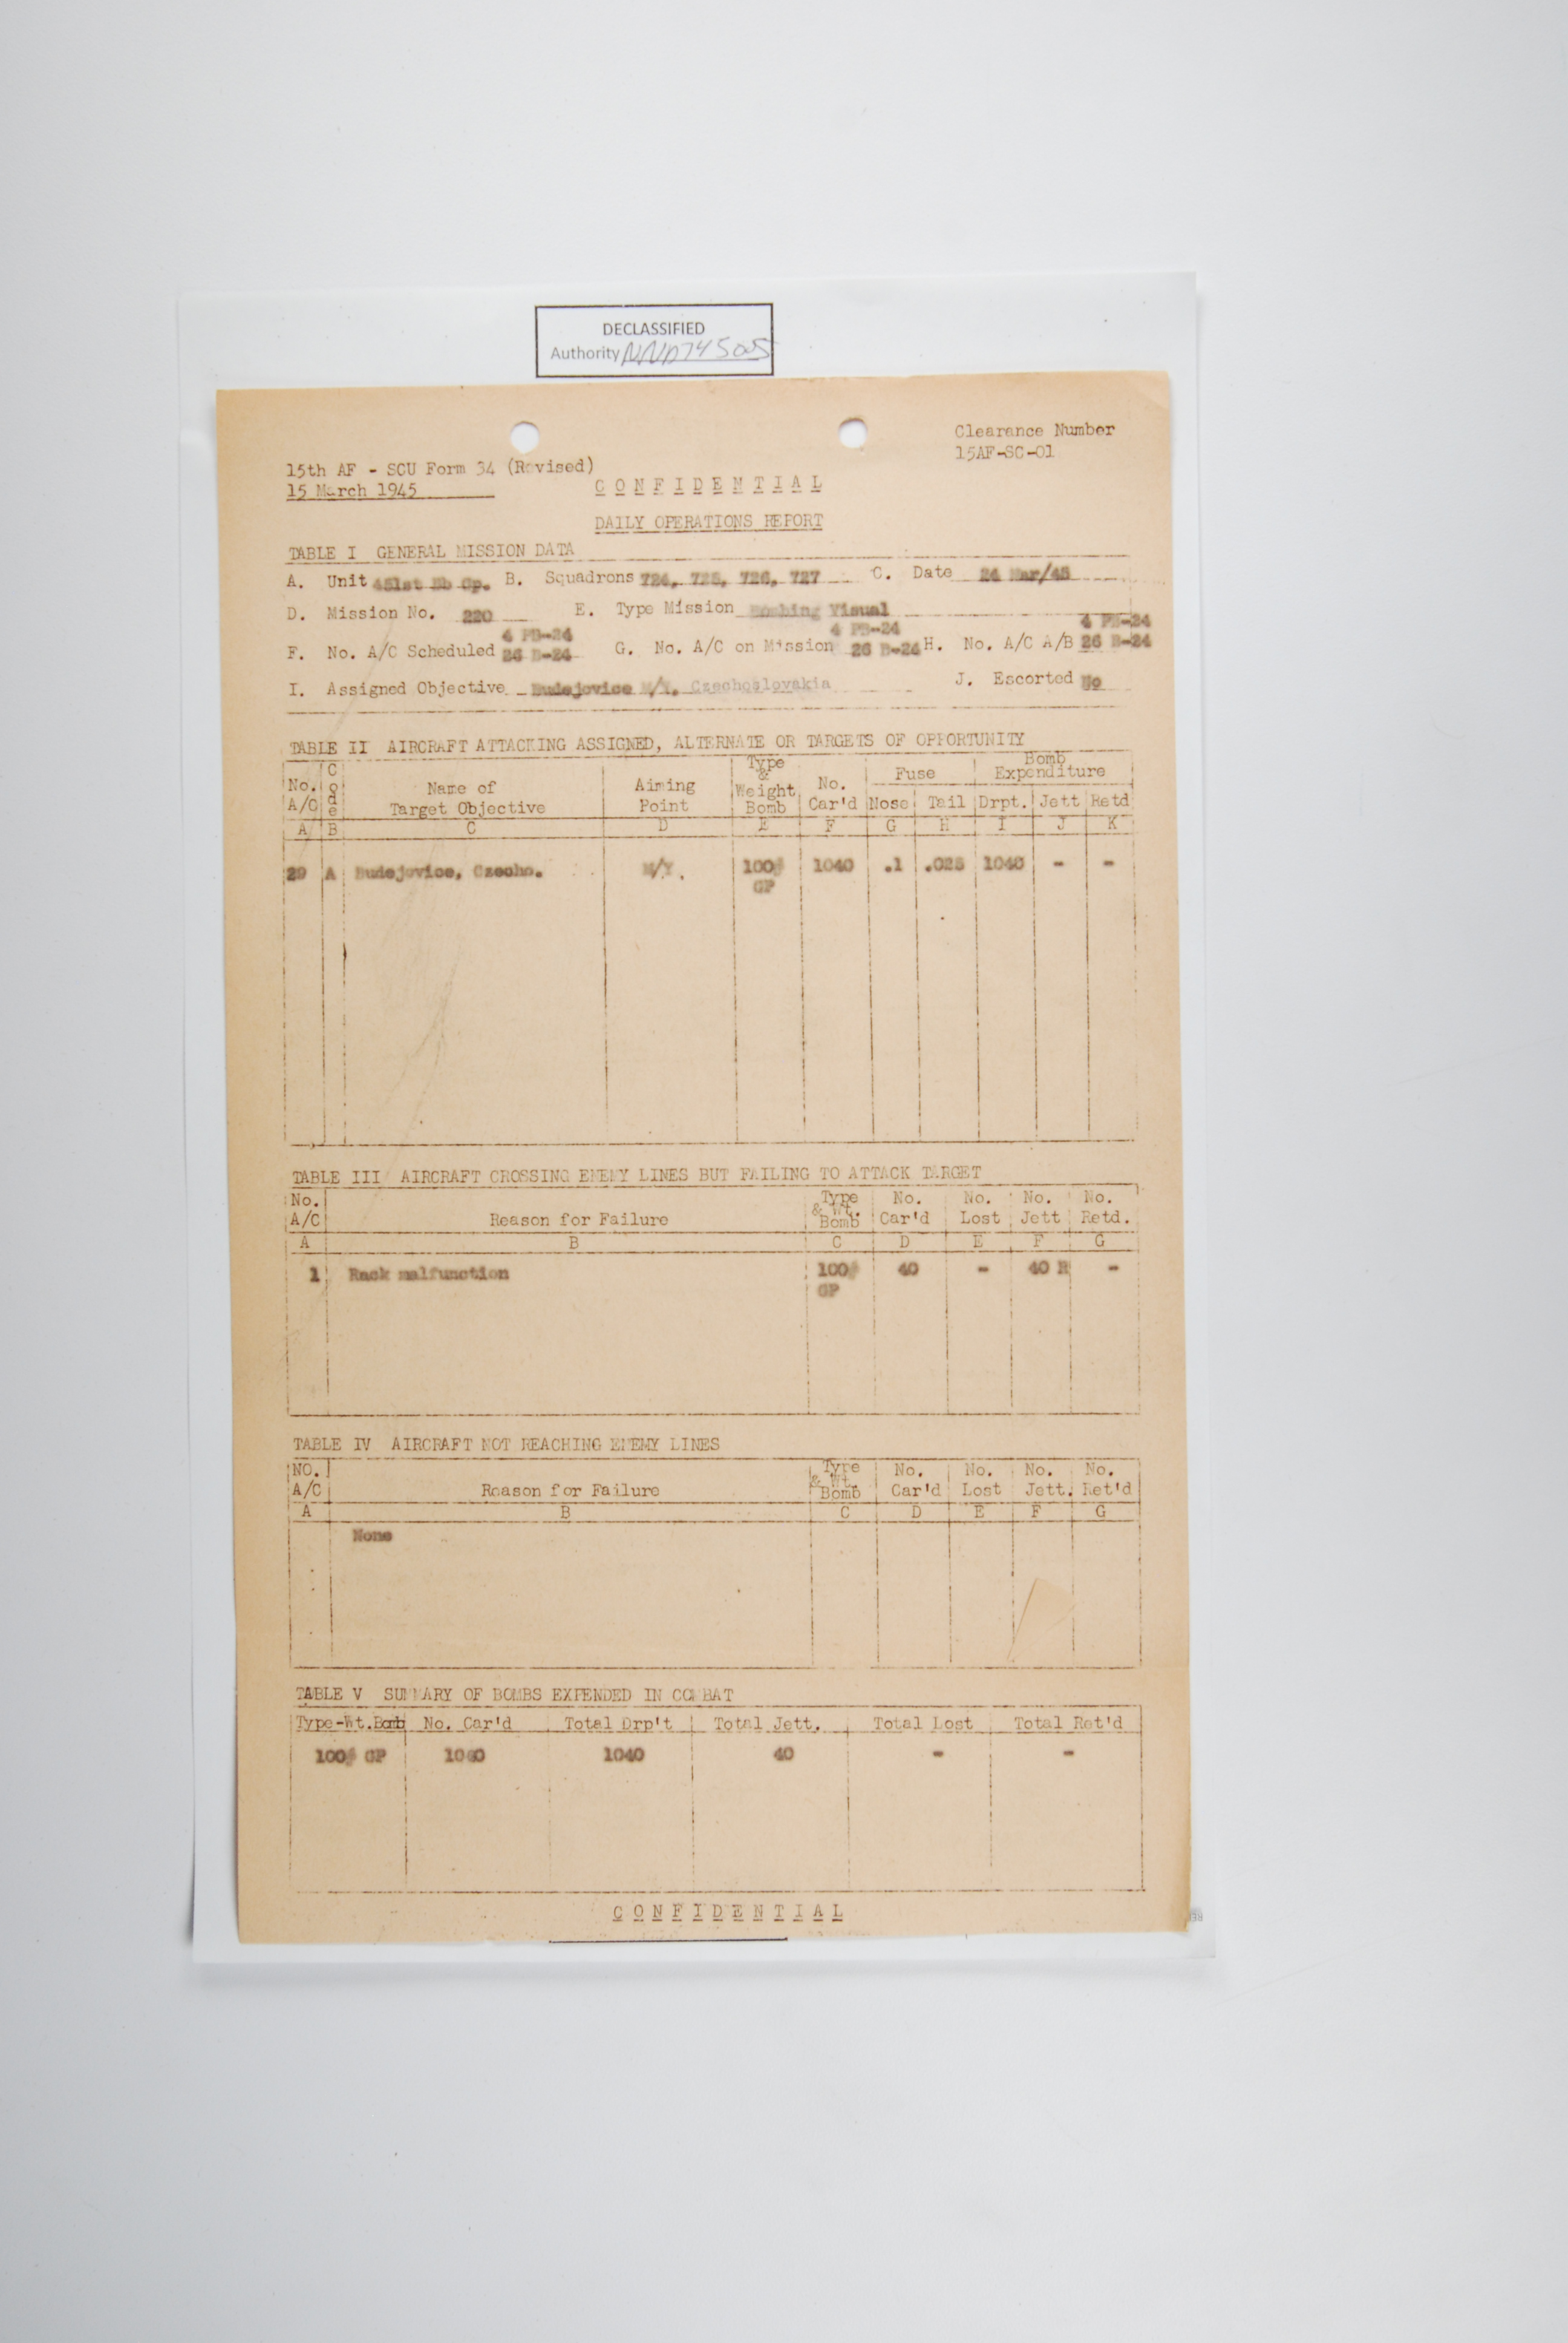 DECLASSIFIED
Authority NND745005
Clearance Number
15AF-SC-01
15th AF - SCU Form 34 (Revised)
15 March 1945
CONFIDENTIAL
DAILY OPERATIONS REPORT
TABLE I GENERAL MISSION DATA
A. Unit 451st Bb Gp. B. Squadrons 724, 725, 726, 727 C. Date 24 Mar/45
D. Mission No. 220 E. Type Mission Bombing Visual
4 PB-24 4 PB-24 4 PB-24
F. No. A/C Scheduled 26 B-24 G. No. A/C on Mission 26 B-24 H. No. A/C A/B 26 B-24
I. Assigned Objective Budejovice M/Y, Czechoslovakia J. Escorted No
TABLE II AIRCRAFT ATTACKING ASSIGNED, ALTERNATE OR TARGETS OF OPPORTUNITY
No. A/C Code Name of Target Objective Aiming Point Type & Weight Bomb No. Car'd Fuse Nose Tail Bomb Expenditure Drpt. Jett Retd
A B C D E F G H I J K
29 A Budejovice, Czecho. M/Y. 100# 1040 .1 .025 1040 - -
GP
TABLE III AIRCRAFT CROSSING ENEMY LINES BUT FAILING TO ATTACK TARGET
No. A/C Reason for Failure Type & Wt. Bomb No. Car'd No. Lost No. Jett No. Retd.
A B C D E F G
1 Rack malfunction 100# 40 - 40 R -
GP
TABLE IV AIRCRAFT NOT REACHING ENEMY LINES
NO. A/C Reason for Failure Type & Wt. Bomb No. Car'd No. Lost No. Jett. No. Ret'd
A B C D E F G
None
TABLE V SUMMARY OF BOMBS EXPENDED IN COMBAT
Type-Wt.Bomb No. Car'd Total Drp't Total Jett. Total Lost Total Ret'd
100# GP 1040 40 - -
CONFIDENTIAL